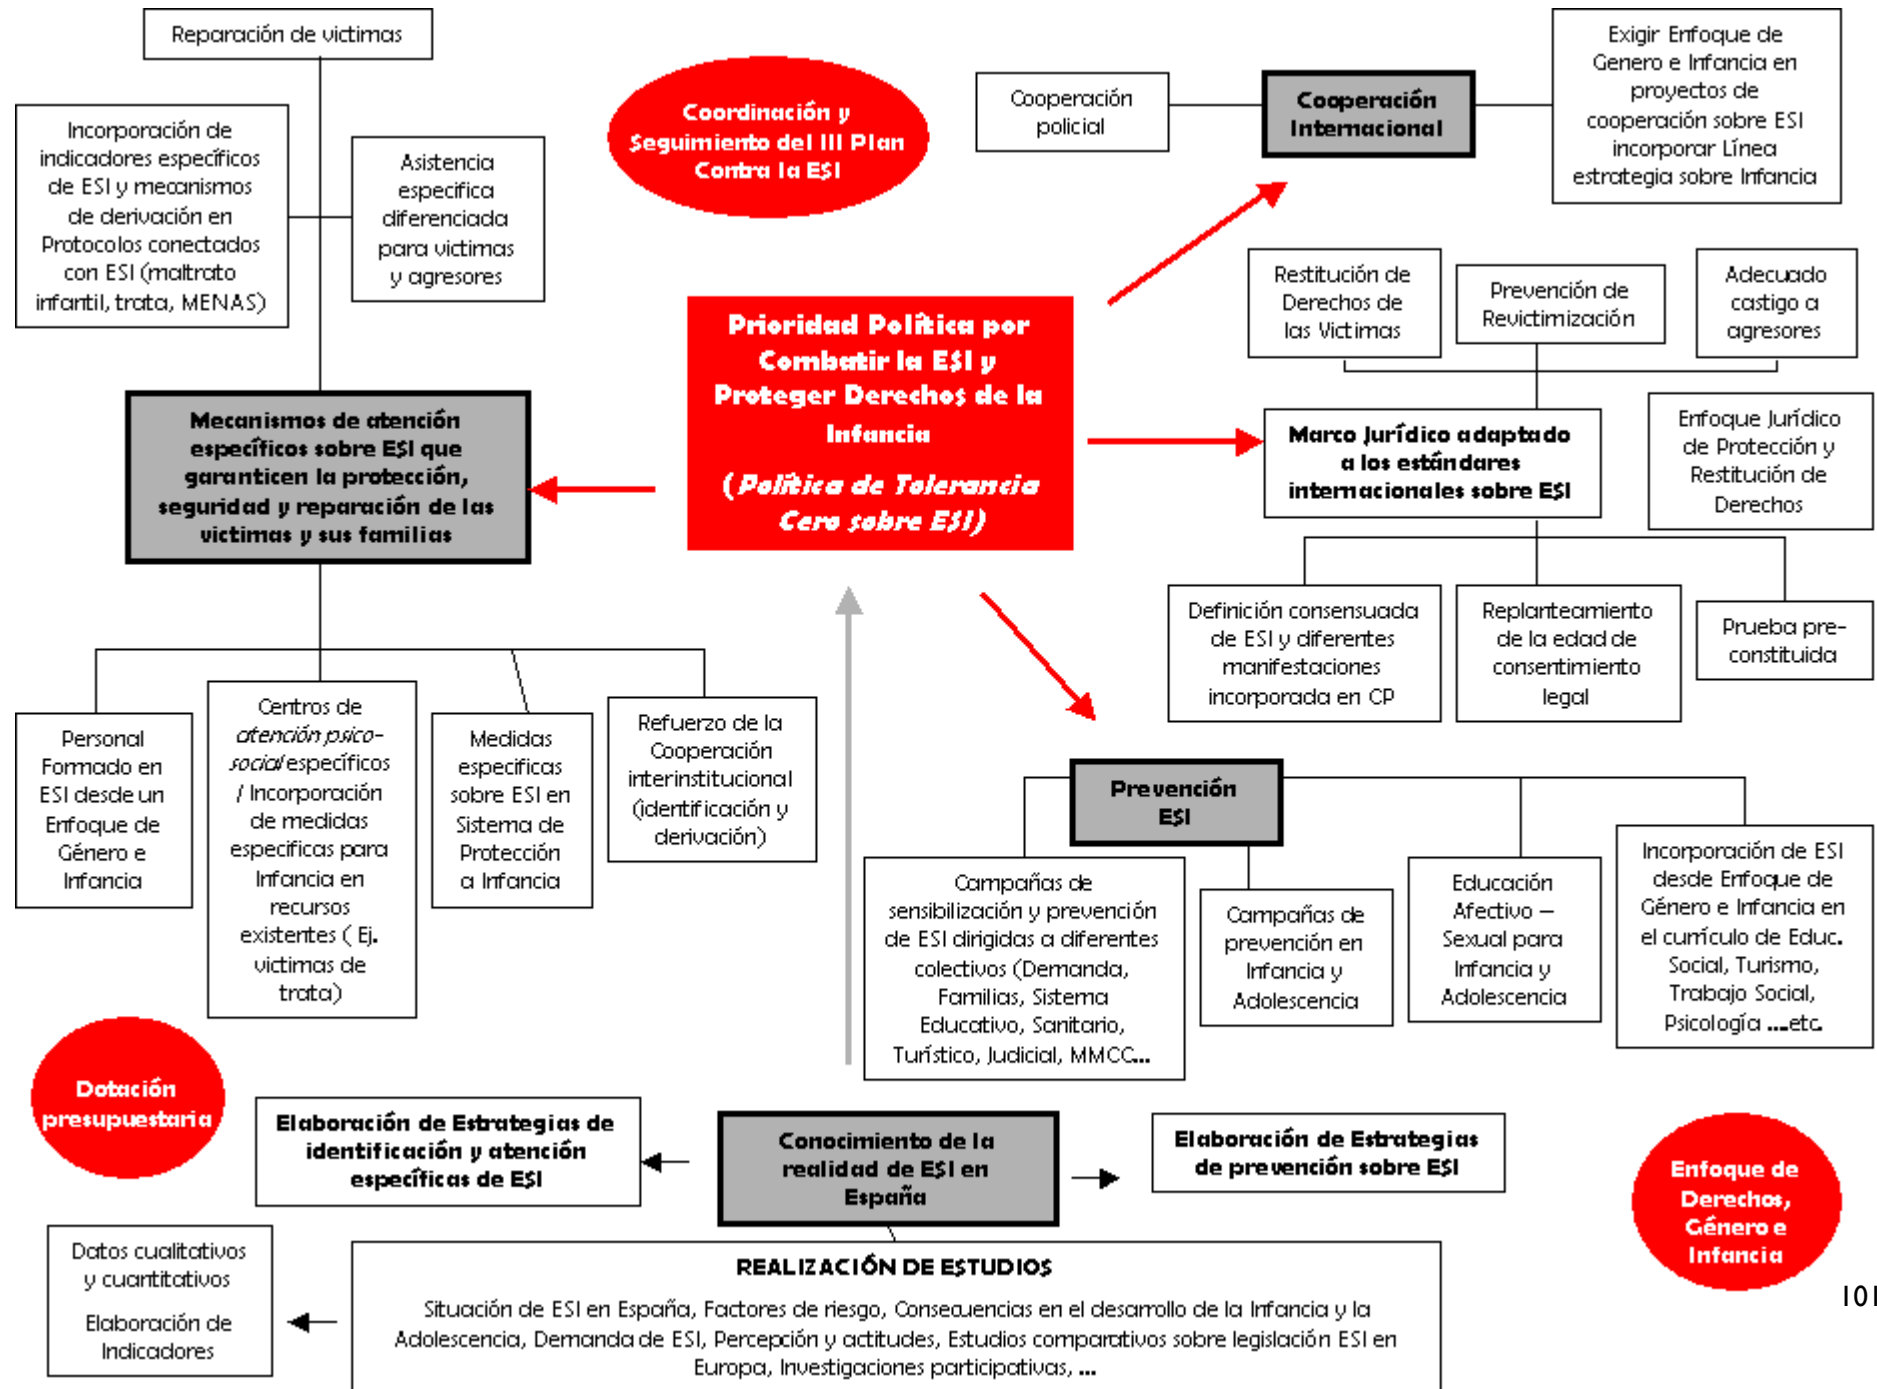 Reparación de victimas
Incorporación de
indicadores específicos
de ESI y mecanismos
de derivación en
Protocolos conectados
con ESI (maltrato
infantil, trata, MENAS)
Asistencia
especifica
diferenciada
para victimas
y agresores
Coordinación y
Seguimiento del III Plan
Contra la ESI
Cooperación
policial
Cooperación
Internacional
Exigir Enfoque de
Genero e Infancia en
proyectos de
cooperación sobre ESI
incorporar Línea
estrategia sobre Infancia
Prioridad Política por
Combatir la ESI y
Proteger Derechos de la
Infancia
(Política de Tolerancia
Cero sobre ESI)
Restitución de
Derechos de
las Victimas
Prevención de
Revictimización
Adecuado
castigo a
agresores
Mecanismos de atención
específicos sobre ESI que
garanticen la protección,
seguridad y reparación de las
victimas y sus familias
Marco Jurídico adaptado
a los estándares
internacionales sobre ESI
Enfoque Jurídico
de Protección y
Restitución de
Derechos
Definición consensuada
de ESI y diferentes
manifestaciones
incorporada en CP
Replanteamiento
de la edad de
consentimiento
legal
Prueba pre-
constituida
Personal
Formado en
ESI desde un
Enfoque de
Género e
Infancia
Centros de
atención psico-
social específicos
/ Incorporación
de medidas
especificas para
Infancia en
recursos
existentes ( Ej.
victimas de
trata)
Medidas
especificas
sobre ESI en
Sistema de
Protección
a Infancia
Refuerzo de la
Cooperación
interinstitucional
(identificación y
derivación)
Prevención
ESI
Campañas de
sensibilización y prevención
de ESI dirigidas a diferentes
colectivos (Demanda,
Familias, Sistema
Educativo, Sanitario,
Turístico, Judicial, MMCC...
Campañas de
prevención en
Infancia y
Adolescencia
Educación
Afectivo –
Sexual para
Infancia y
Adolescencia
Incorporación de ESI
desde Enfoque de
Género e Infancia en
el currículo de Educ.
Social, Turismo,
Trabajo Social,
Psicología ....etc.
Dotación
presupuestaria
Elaboración de Estrategias de
identificación y atención
específicas de ESI
Conocimiento de la
realidad de ESI en
España
Elaboración de Estrategias
de prevención sobre ESI
Enfoque de
Derechos,
Género e
Infancia
Datos cualitativos
y cuantitativos
Elaboración de
Indicadores
REALIZACIÓN DE ESTUDIOS
Situación de ESI en España, Factores de riesgo, Consecuencias en el desarrollo de la Infancia y la
Adolescencia, Demanda de ESI, Percepción y actitudes, Estudios comparativos sobre legislación ESI en
Europa, Investigaciones participativas, ...
101